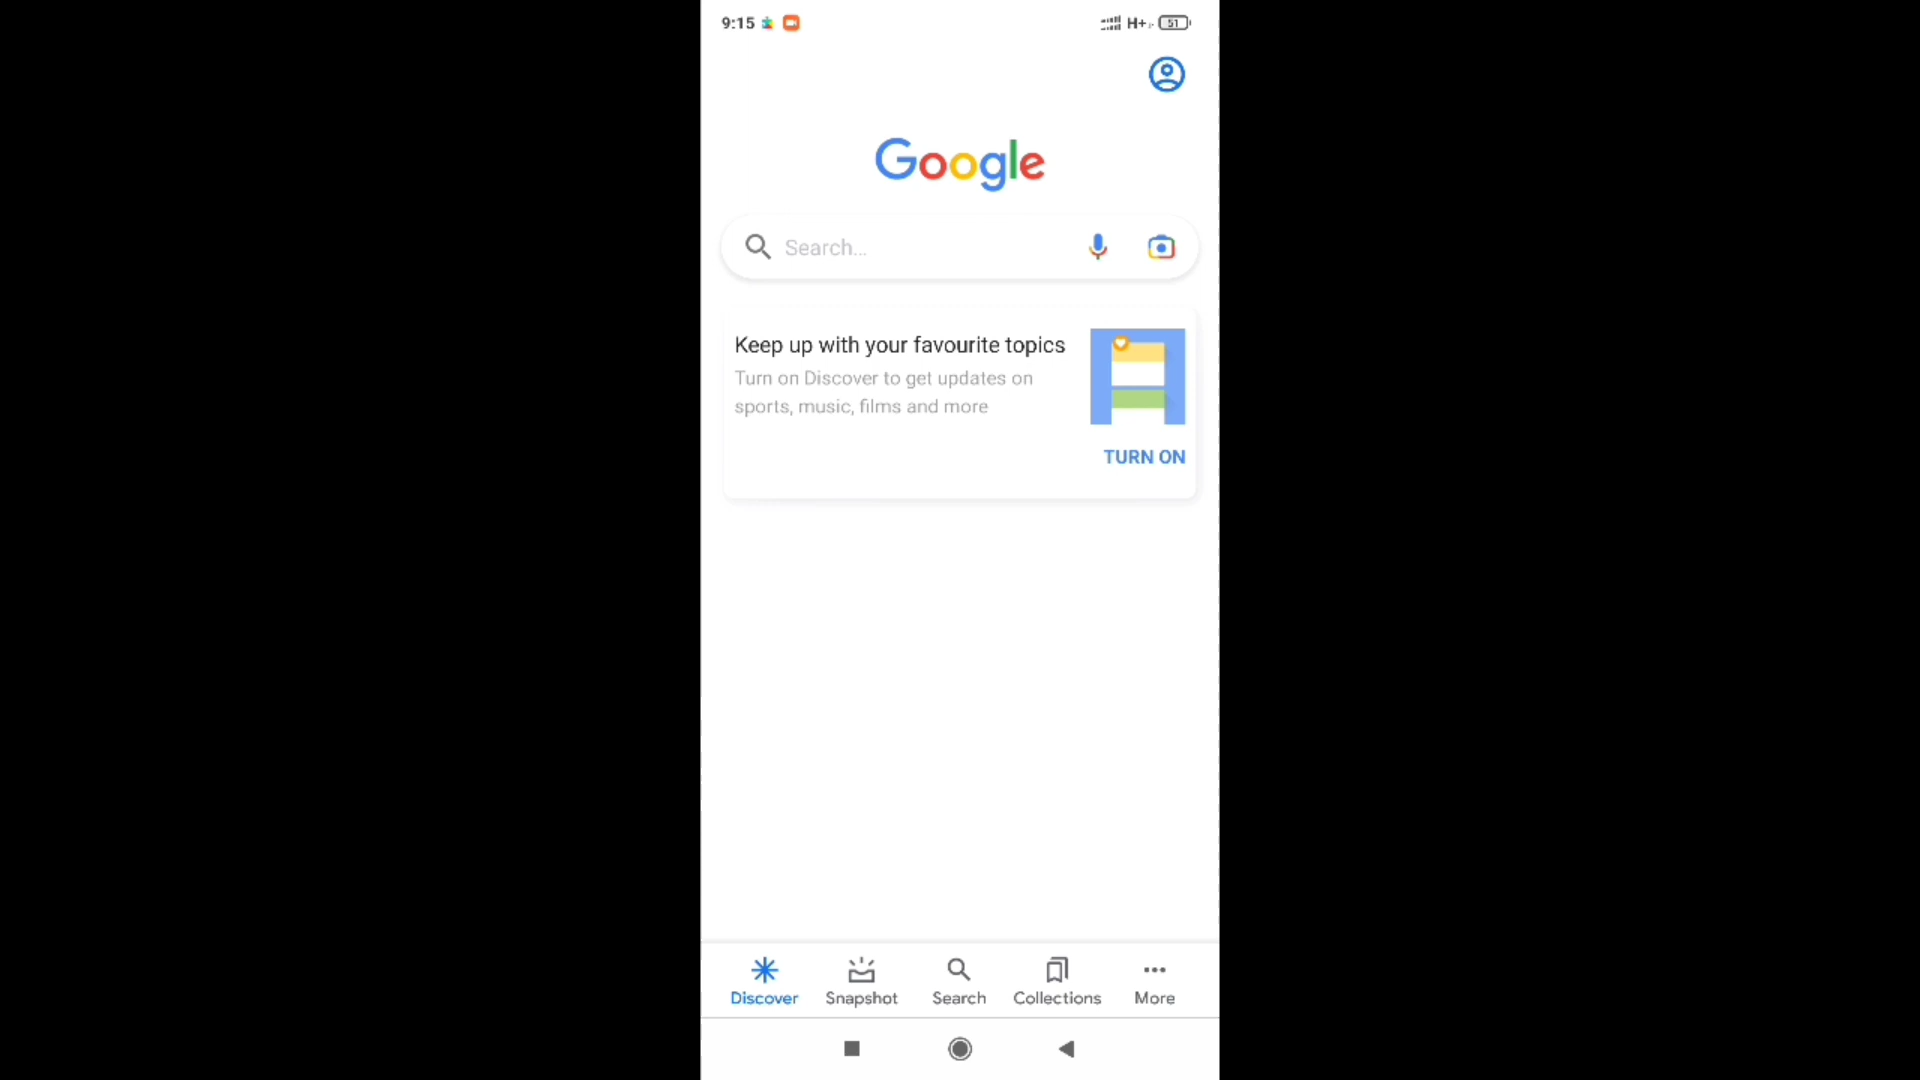 9:15 H+ 51
Google
Search...
Keep up with your favourite topics
Turn on Discover to get updates on
sports, music, films and more
TURN ON
Discover Snapshot Search Collections More